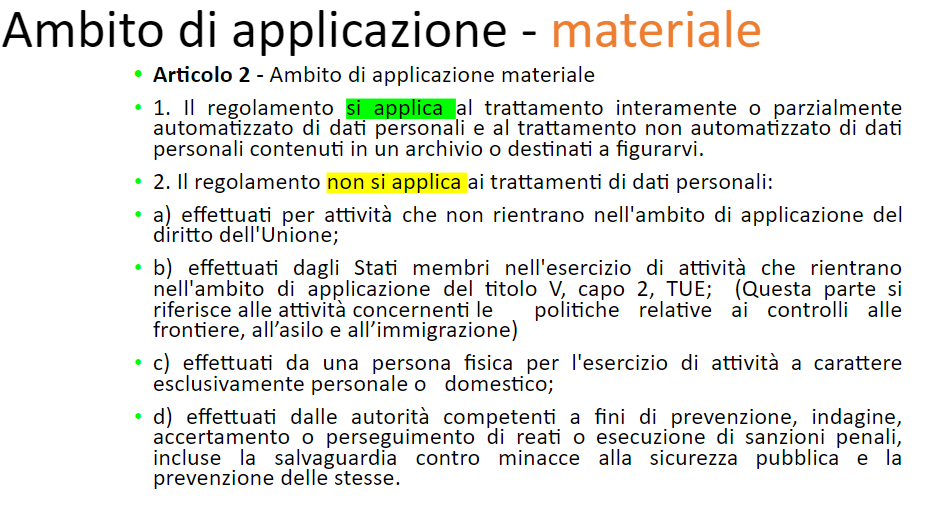 Ambito di applicazione - materiale
• Articolo 2 - Ambito di applicazione materiale
• 1. Il regolamento si applica al trattamento interamente o parzialmente
automatizzato di dati personali e al trattamento non automatizzato di dati
personali contenuti in un archivio o destinati a figurarvi.
• 2. Il regolamento non si applica ai trattamenti di dati personali:
• a) effettuati per attività che non rientrano nell'ambito di applicazione del
diritto dell'Unione;
• b) effettuati dagli Stati membri nell'esercizio di attività che rientrano
nell'ambito di applicazione del titolo V, capo 2, TUE; (Questa parte si
riferisce alle attività concernenti le politiche relative ai controlli alle
frontiere, all’asilo e all’immigrazione)
• c) effettuati da una persona fisica per l'esercizio di attività a carattere
esclusivamente personale o domestico;
• d) effettuati dalle autorità competenti a fini di prevenzione, indagine,
accertamento o perseguimento di reati o esecuzione di sanzioni penali,
incluse la salvaguardia contro minacce alla sicurezza pubblica e la
prevenzione delle stesse.